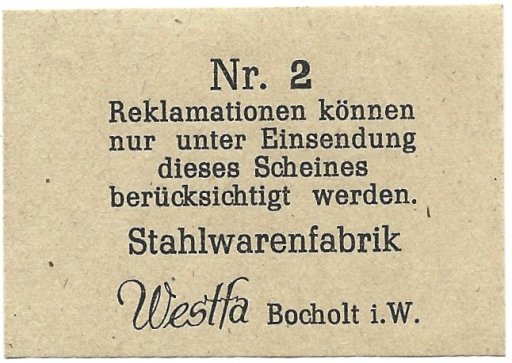 Nr. 2
Reklamationen können
nur unter Einsendung
dieses Scheines
berücksichtigt werden.
Stahlwarenfabrik
Westfa Bocholt i.W.